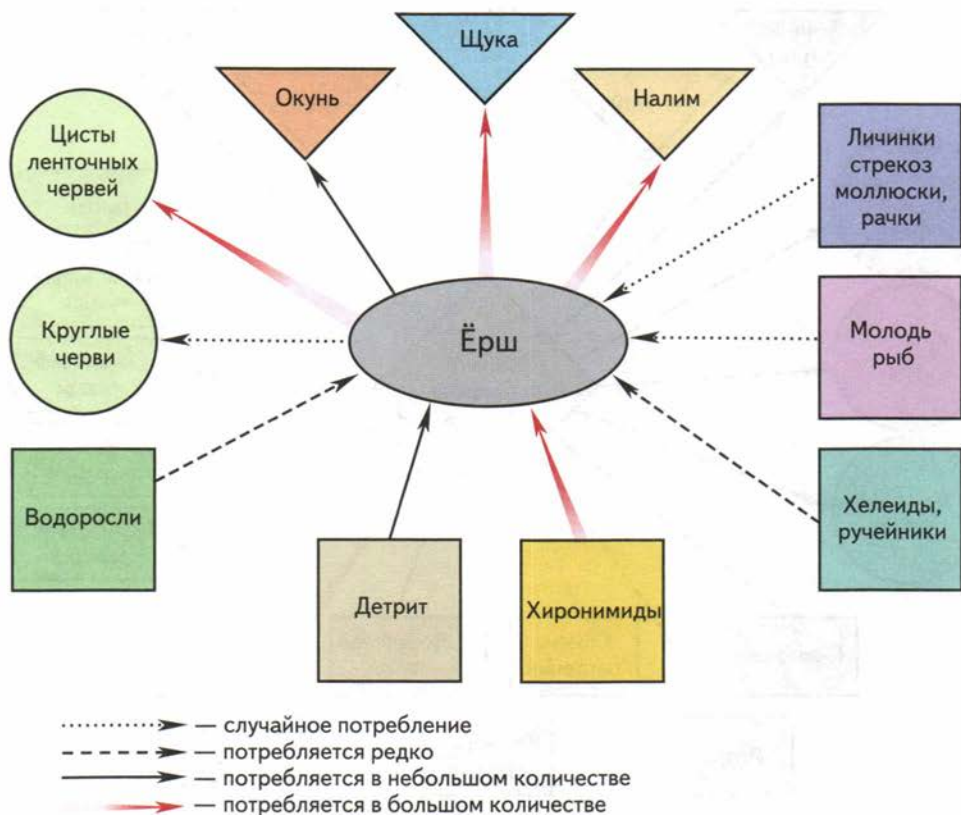 Щука
Окунь
Налим
Цисты
ленточных
червей
Личинки
стрекоз
моллюски,
рачки
Круглые
черви
Ёрш
Молодь
рыб
Водоросли
Детрит
Хирономиды
Хелеиды,
ручейники
— случайное потребление
— потребляется редко
— потребляется в небольшом количестве
— потребляется в большом количестве